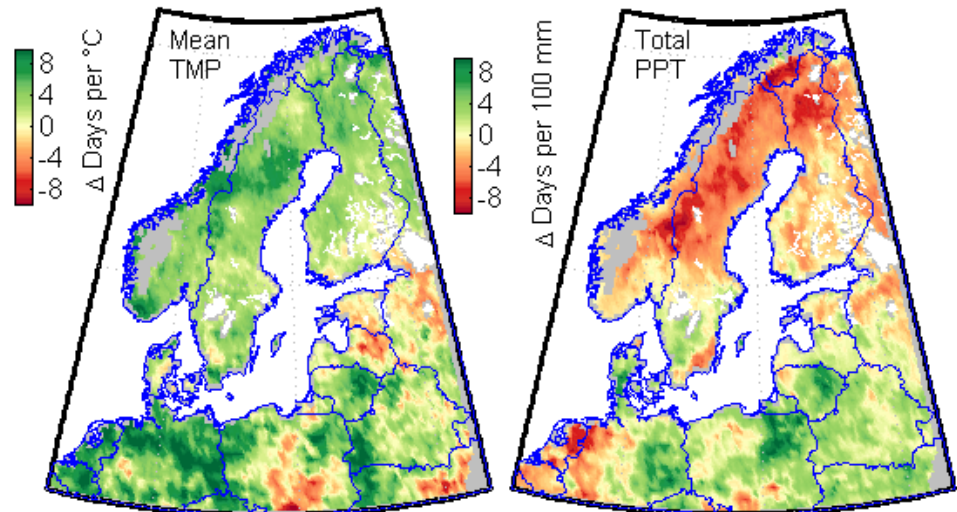 Mean
TMP
8
4
0
-4
-8
Δ Days per °C
Total
PPT
8
4
0
-4
-8
Δ Days per 100 mm